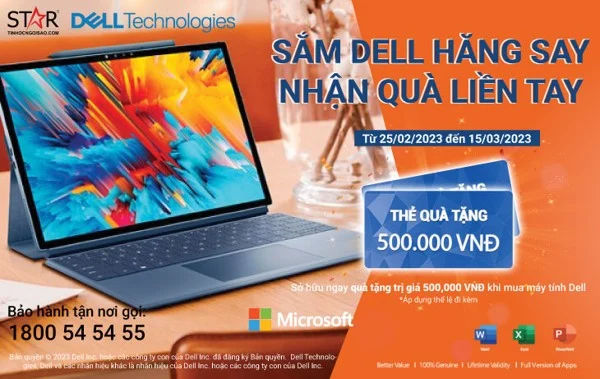 STAR
TINHOCNGOISAO.COM
DELLTechnologies
SẮM DELL HĂNG SAY
NHẬN QUÀ LIỀN TAY
Từ 25/02/2023 đến 15/03/2023
THẺ QUÀ TẶNG
500.000 VNĐ
Sở hữu ngay quà tặng trị giá 500,000 VNĐ khi mua máy tính Dell
*Áp dụng thể lệ đi kèm
Bảo hành tận nơi gọi:
1800 54 54 55
Microsoft
Bản quyền © 2023 Dell Inc. hoặc các công ty con của Dell Inc. đã đăng ký Bản quyền. Dell Technolo-
gies, Dell và các nhãn hiệu khác là nhãn hiệu của Dell Inc. hoặc các công ty con của Dell Inc.
Word Excel PowerPoint
Better Value | 100% Genuine | Lifetime Validity | Full Version of Apps